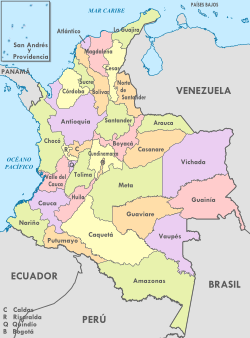 MAR CARIBE
PAÍSES BAJOS
San Andrés
y
Providencia
La Guajira
Atlántico
Magdalena
PANAMÁ
Cesar
Sucre
Norte
de
Santander
Córdoba
Bolívar
VENEZUELA
Antioquia
Santander
Arauca
Chocó
Boyacá
Casanare
OCÉANO
PACÍFICO
C
R
Cundinamarca
Vichada
Q
B
Valle del
Cauca
Tolima
Meta
Cauca
Huila
Guainía
Nariño
Guaviare
Putumayo
Caquetá
Vaupés
ECUADOR
BRASIL
Amazonas
C Caldas
R Risaralda
Q Quindío
B Bogotá
PERÚ